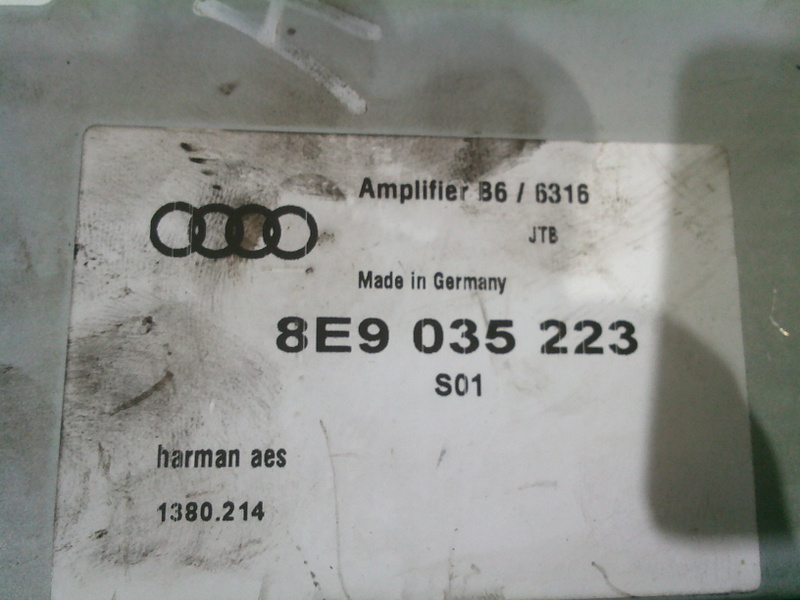 Amplifier B6 / 6316
JTB
Made in Germany
8E9 035 223
S01
harman aes
1380.214